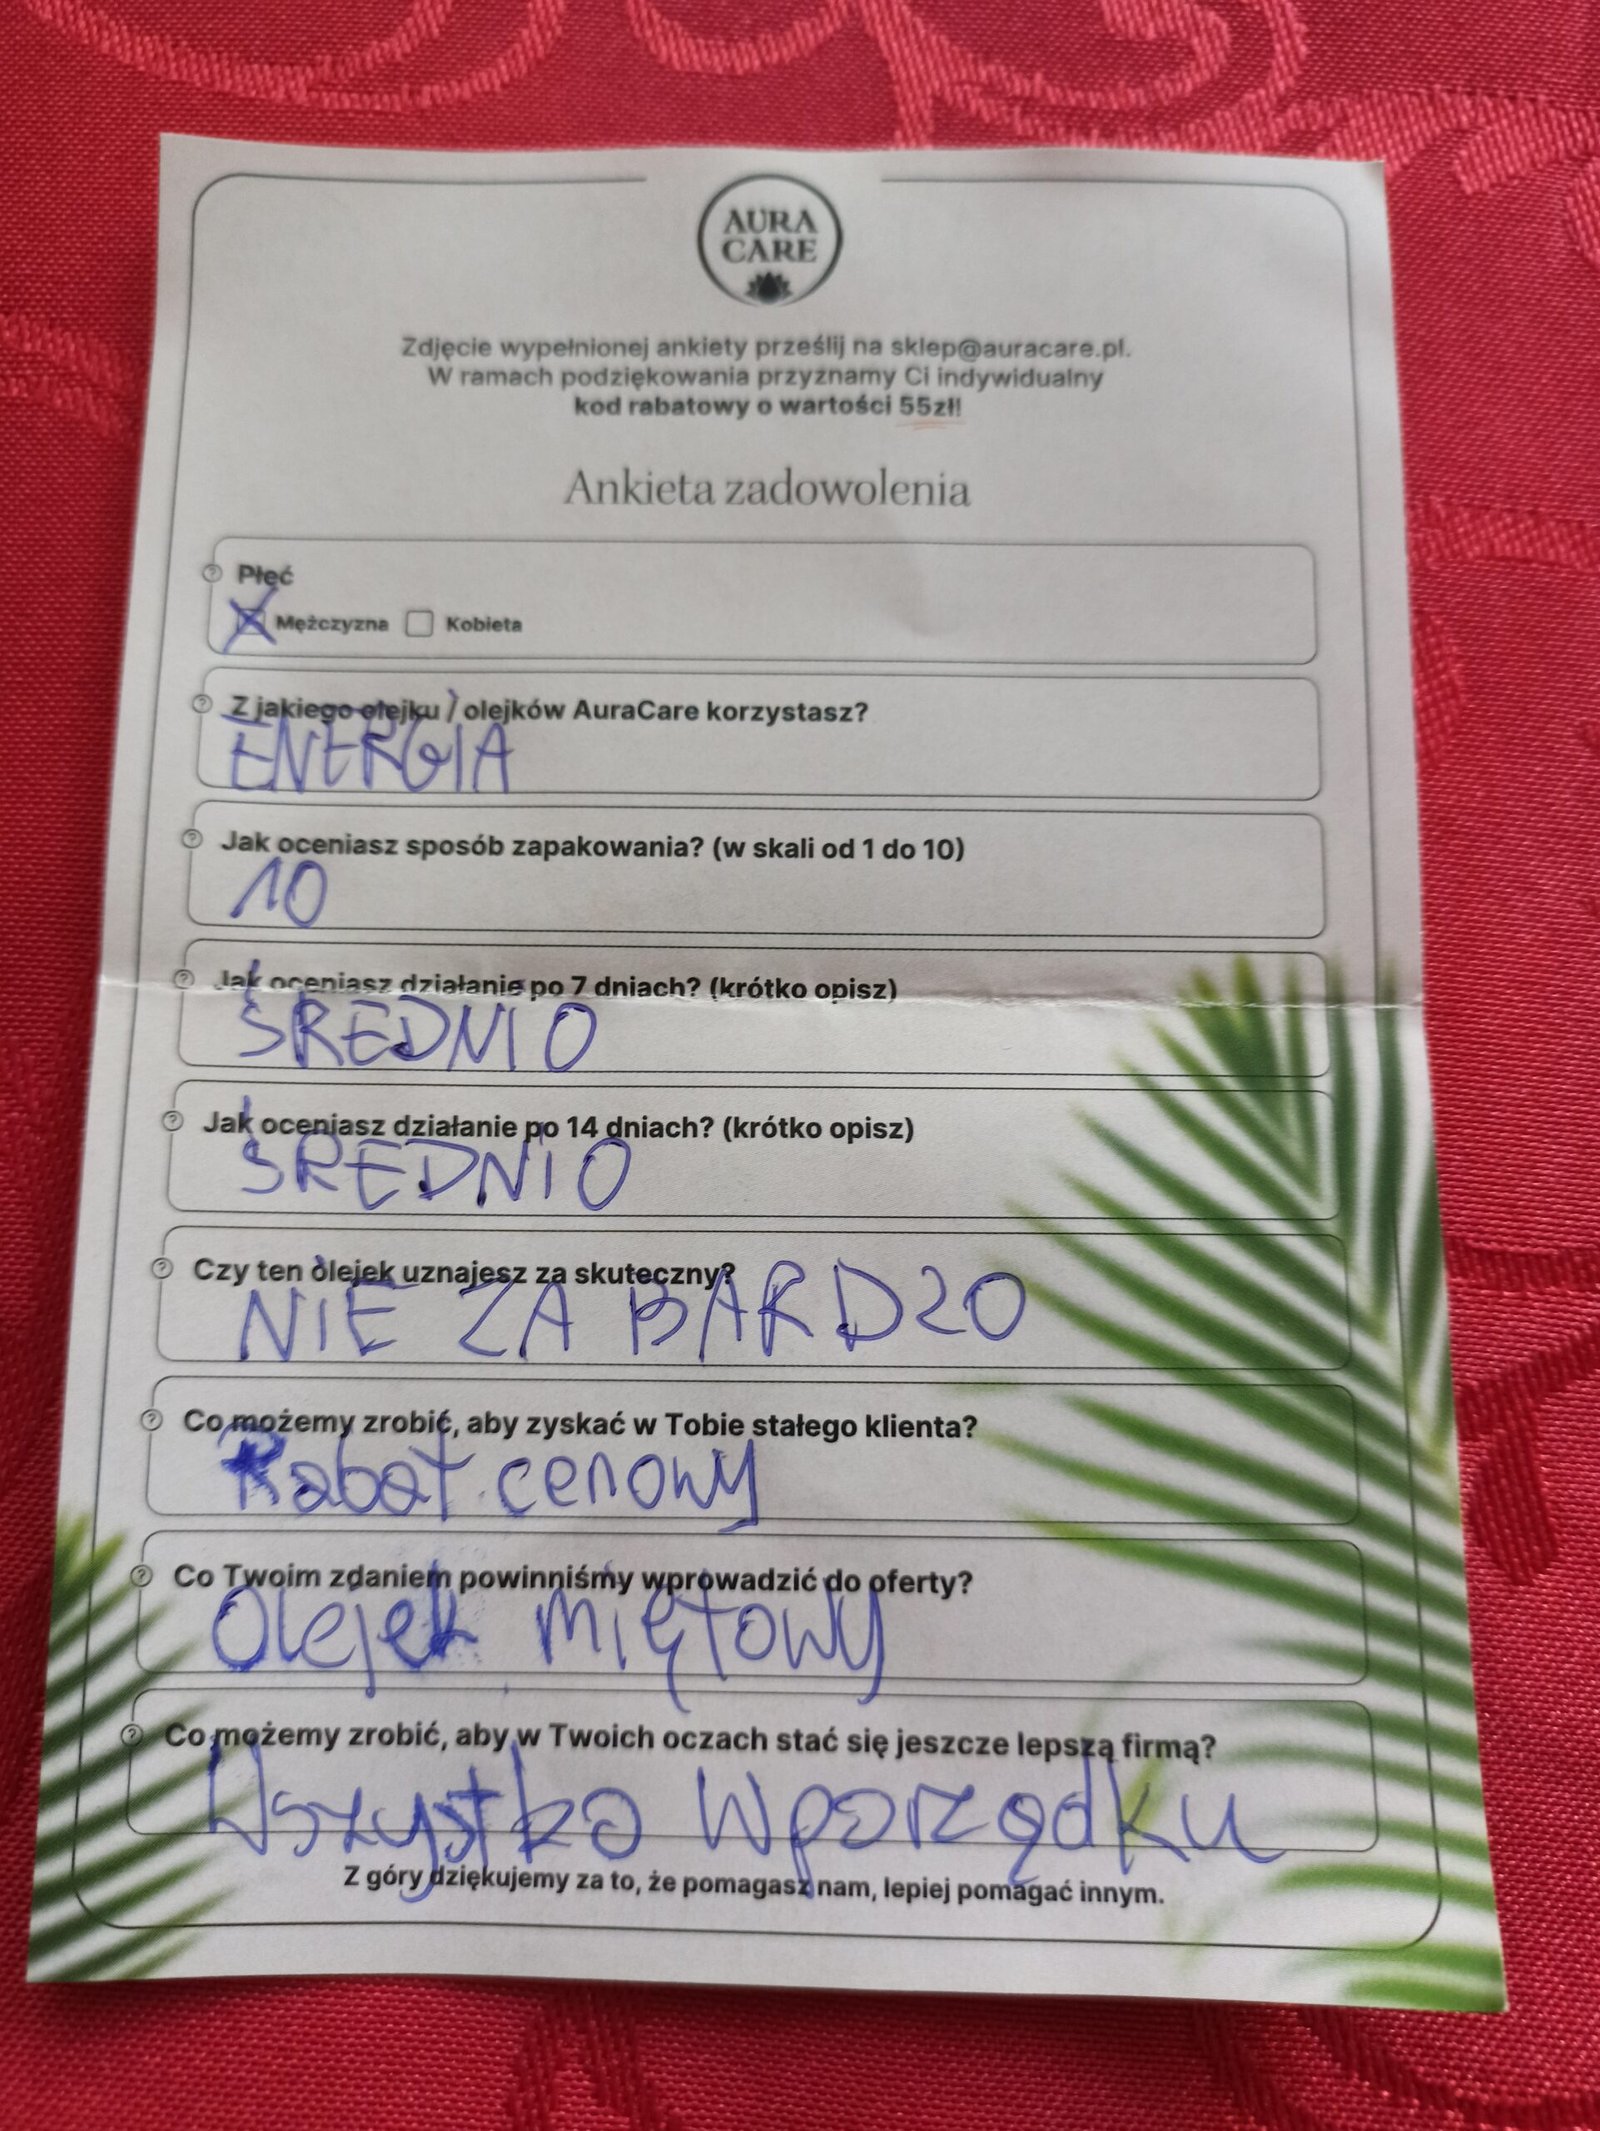 AURA
CARE
Zdjęcie wypełnionej ankiety prześlij na sklep@auracare.pl.
W ramach podziękowania przyznamy Ci indywidualny
kod rabatowy o wartości 55zł!
Ankieta zadowolenia
Płeć
Mężczyzna Kobieta
Z jakiego olejku / olejków AuraCare korzystasz?
ENERGIA
Jak oceniasz sposób zapakowania? (w skali od 1 do 10)
10
Jak oceniasz działanie po 7 dniach? (krótko opisz)
ŚREDNIO
Jak oceniasz działanie po 14 dniach? (krótko opisz)
ŚREDNIO
Czy ten olejek uznajesz za skuteczny?
NIE ZA BARDZO
Co możemy zrobić, aby zyskać w Tobie stałego klienta?
Rabat cenowy
Co Twoim zdaniem powinniśmy wprowadzić do oferty?
Olejek miętowy
Co możemy zrobić, aby w Twoich oczach stać się jeszcze lepszą firmą?
Wszystko wporządku
Z góry dziękujemy za to, że pomagasz nam, lepiej pomagać innym.